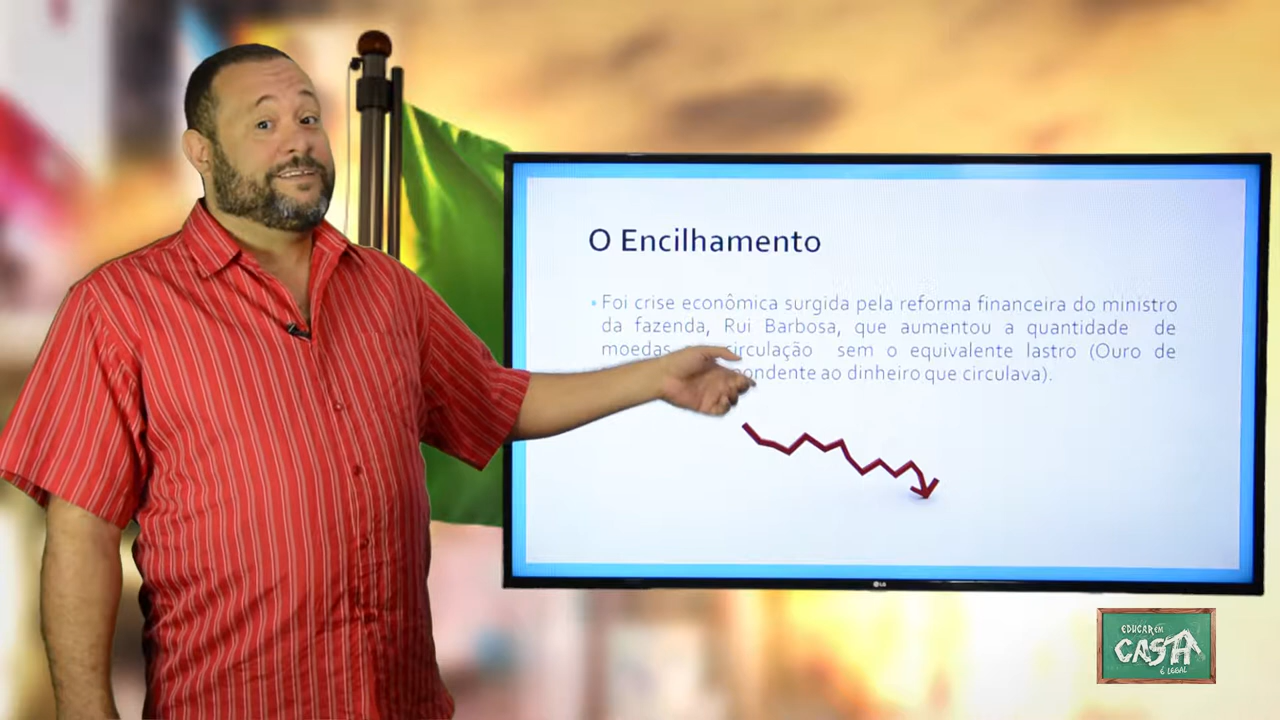 O Encilhamento
Foi crise econômica surgida pela reforma financeira do ministro
da fazenda, Rui Barbosa, que aumentou a quantidade de
moedas circulação sem o equivalente lastro (Ouro de
ao dinheiro que circulava).
LG
EDUCAR EM
CASA
É LEGAL